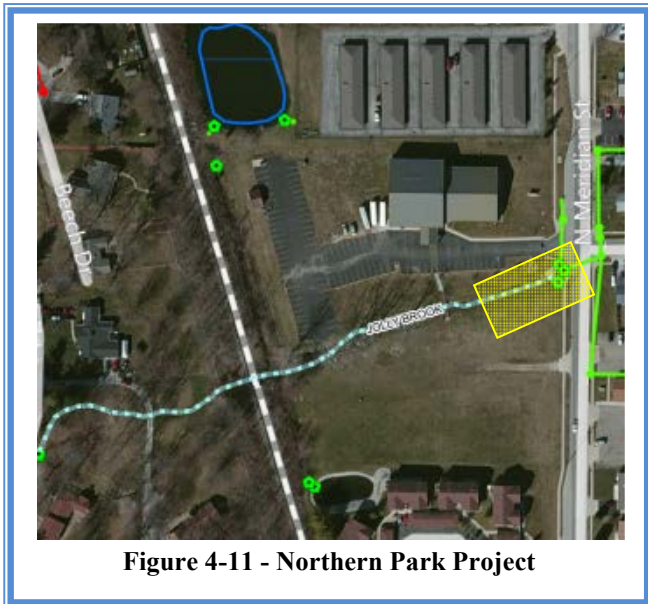 N Meridian St
Beech Dr
JOLLY BROOK
Figure 4-11 - Northern Park Project